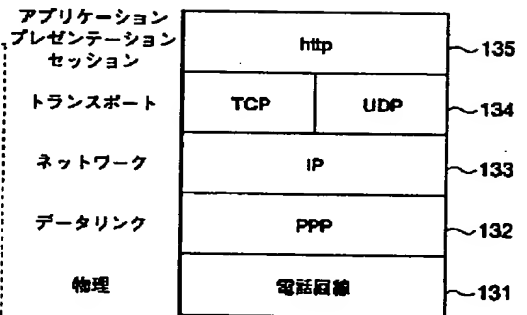 アプリケーション
プレゼンテーション
セッション
http
135
トランスポート
TCP
UDP
134
ネットワーク
IP
133
データリンク
PPP
132
物理
電話回線
131